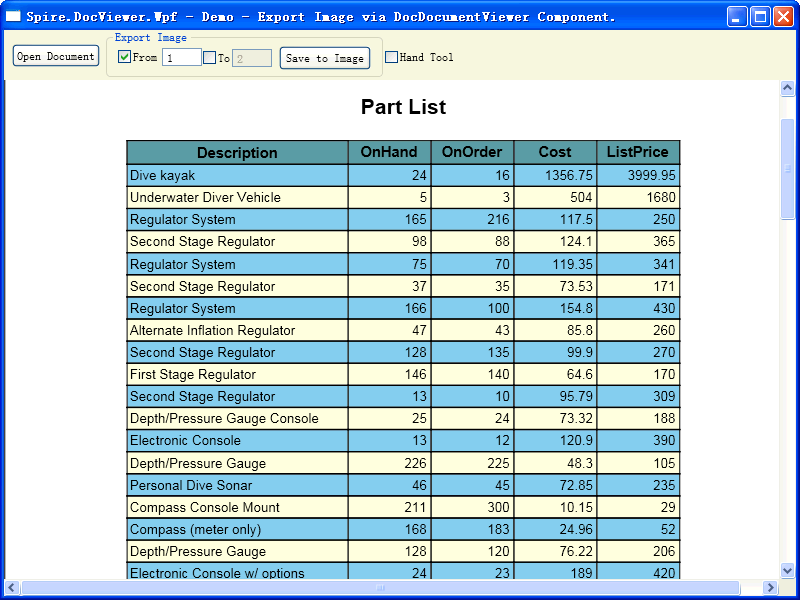 Spire.DocViewer.Wpf - Demo - Export Image via DocDocumentViewer Component.
Export Image
Open Document From 1 To 2 Save to Image Hand Tool
Part List
Description OnHand OnOrder Cost ListPrice
Dive kayak 24 16 1356.75 3999.95
Underwater Diver Vehicle 5 3 504 1680
Regulator System 165 216 117.5 250
Second Stage Regulator 98 88 124.1 365
Regulator System 75 70 119.35 341
Second Stage Regulator 37 35 73.53 171
Regulator System 166 100 154.8 430
Alternate Inflation Regulator 47 43 85.8 260
Second Stage Regulator 128 135 99.9 270
First Stage Regulator 146 140 64.6 170
Second Stage Regulator 13 10 95.79 309
Depth/Pressure Gauge Console 25 24 73.32 188
Electronic Console 13 12 120.9 390
Depth/Pressure Gauge 226 225 48.3 105
Personal Dive Sonar 46 45 72.85 235
Compass Console Mount 211 300 10.15 29
Compass (meter only) 168 183 24.96 52
Depth/Pressure Gauge 128 120 76.22 206
Electronic Console w/ options 24 23 189 420